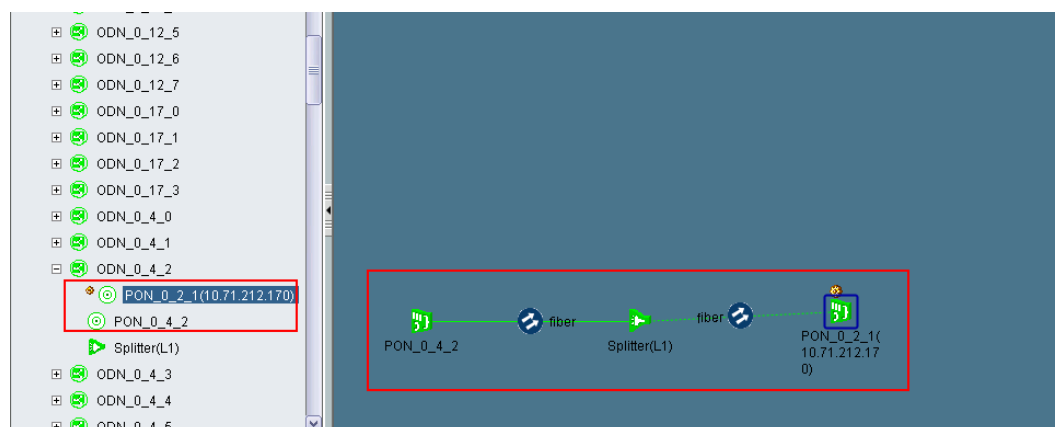 ODN_0_12_5
ODN_0_12_6
ODN_0_12_7
ODN_0_17_0
ODN_0_17_1
ODN_0_17_2
ODN_0_17_3
ODN_0_4_0
ODN_0_4_1
ODN_0_4_2
PON_0_2_1(10.71.212.170)
PON_0_4_2
Splitter(L1)
ODN_0_4_3
ODN_0_4_4
ODN_0_4_5
fiber
fiber
PON_0_4_2
Splitter(L1)
PON_0_2_1(
10.71.212.17
0)